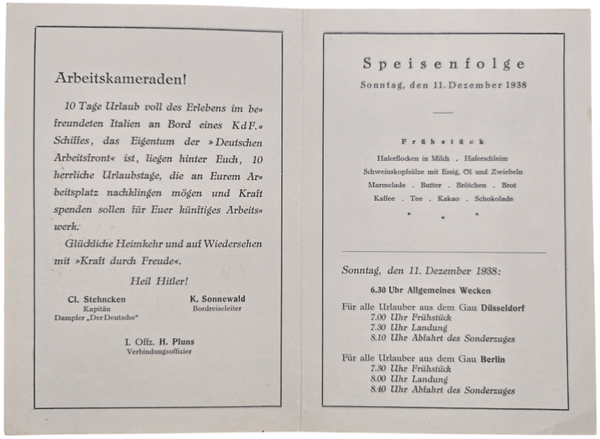 Arbeitskameraden!
10 Tage Urlaub voll des Erlebens im be=
freundeten Italien an Bord eines KdF.=
Schiffes, das Eigentum der »Deutschen
Arbeitsfront« ist, liegen hinter Euch, 10
herrliche Urlaubstage, die an Eurem Ar=
beitsplatz nachklingen mögen und Kraft
spenden sollen für Euer künftiges Arbeits=
werk.
Glückliche Heimkehr und auf Wiedersehen
mit »Kraft durch Freude«.
Heil Hitler!
Cl. Stehncken K. Sonnewald
Kapitän Bordreiseleiter
Dampfer „Der Deutsche"
I. Offz. H. Pluns
Verbindungsoffizier
Speisenfolge
Sonntag, den 11. Dezember 1938
Frühstück
Haferflocken in Milch . Haferschleim
Schweinskopfsülze mit Essig, Öl und Zwiebeln
Marmelade . Butter . Brötchen . Brot
Kaffee . Tee . Kakao . Schokolade
* * *
Sonntag, den 11. Dezember 1938:
6.30 Uhr Allgemeines Wecken
Für alle Urlauber aus dem Gau Düsseldorf
7.00 Uhr Frühstück
7.30 Uhr Landung
8.10 Uhr Abfahrt des Sonderzuges
Für alle Urlauber aus dem Gau Berlin
7.30 Uhr Frühstück
8.00 Uhr Landung
8.40 Uhr Abfahrt des Sonderzuges